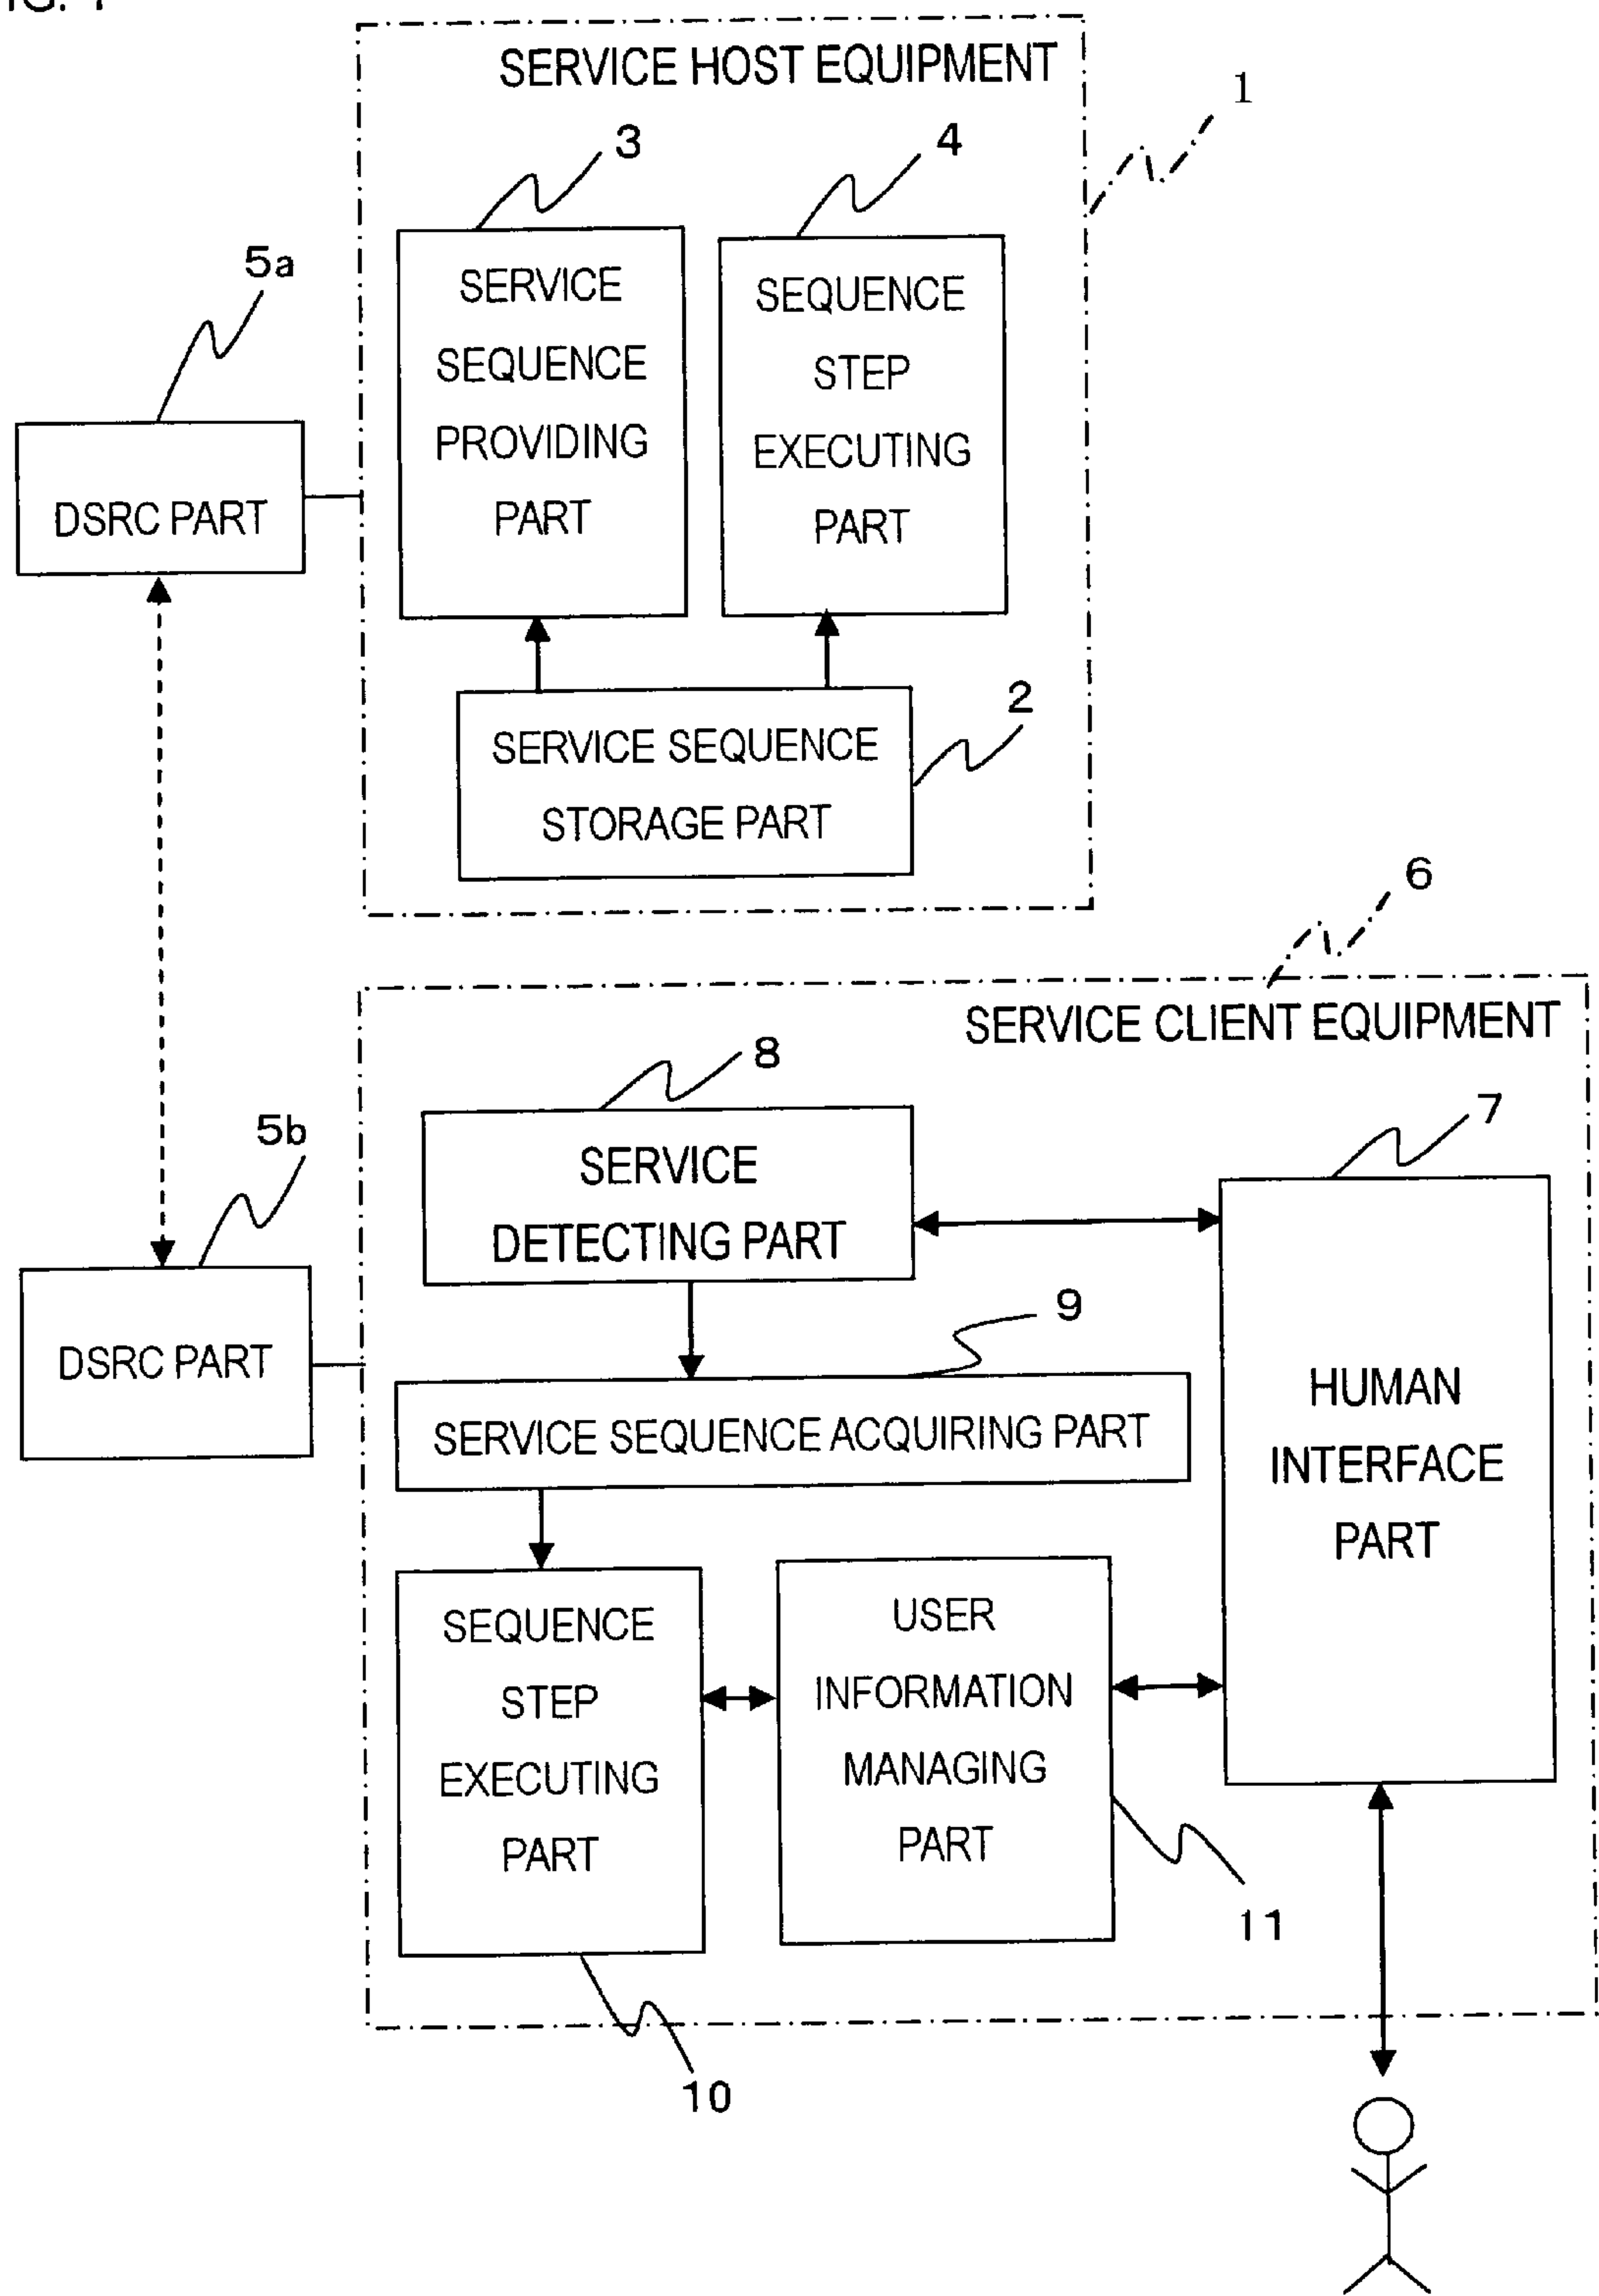 SERVICE HOST EQUIPMENT
1
3
4
5a
SERVICE
SEQUENCE
PROVIDING
PART
SEQUENCE
STEP
EXECUTING
PART
DSRC PART
2
SERVICE SEQUENCE
STORAGE PART
6
SERVICE CLIENT EQUIPMENT
8
7
5b
SERVICE
DETECTING PART
9
DSRC PART
SERVICE SEQUENCE ACQUIRING PART
HUMAN
INTERFACE
PART
SEQUENCE
STEP
EXECUTING
PART
USER
INFORMATION
MANAGING
PART
11
10